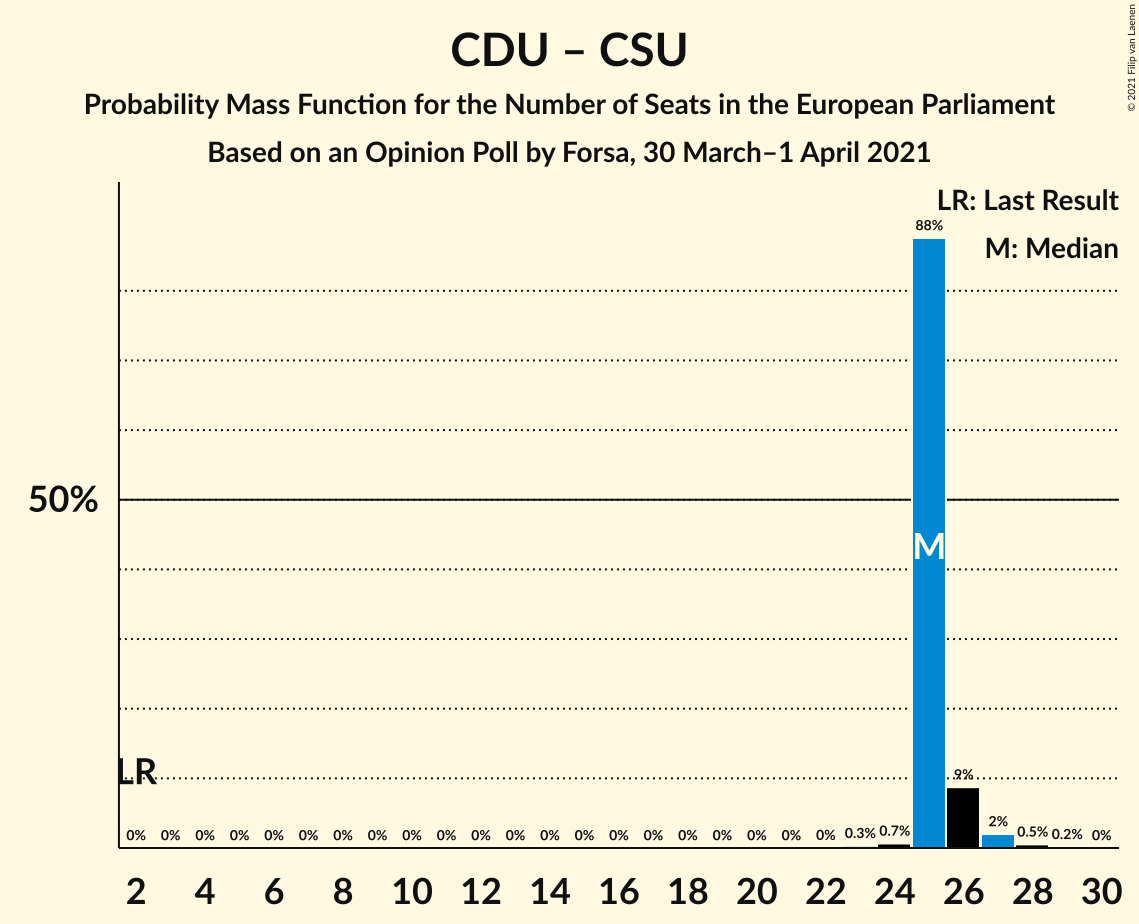 CDU – CSU
Probability Mass Function for the Number of Seats in the European Parliament
Based on an Opinion Poll by Forsa, 30 March–1 April 2021
© 2021 Filip van Laenen
LR: Last Result
M: Median
88%
50%
M
LR
9%
2%
0% 0% 0% 0% 0% 0% 0% 0% 0% 0% 0% 0% 0% 0% 0% 0% 0% 0% 0% 0% 0% 0.3% 0.7% 0.5% 0.2% 0%
2 4 6 8 10 12 14 16 18 20 22 24 26 28 30